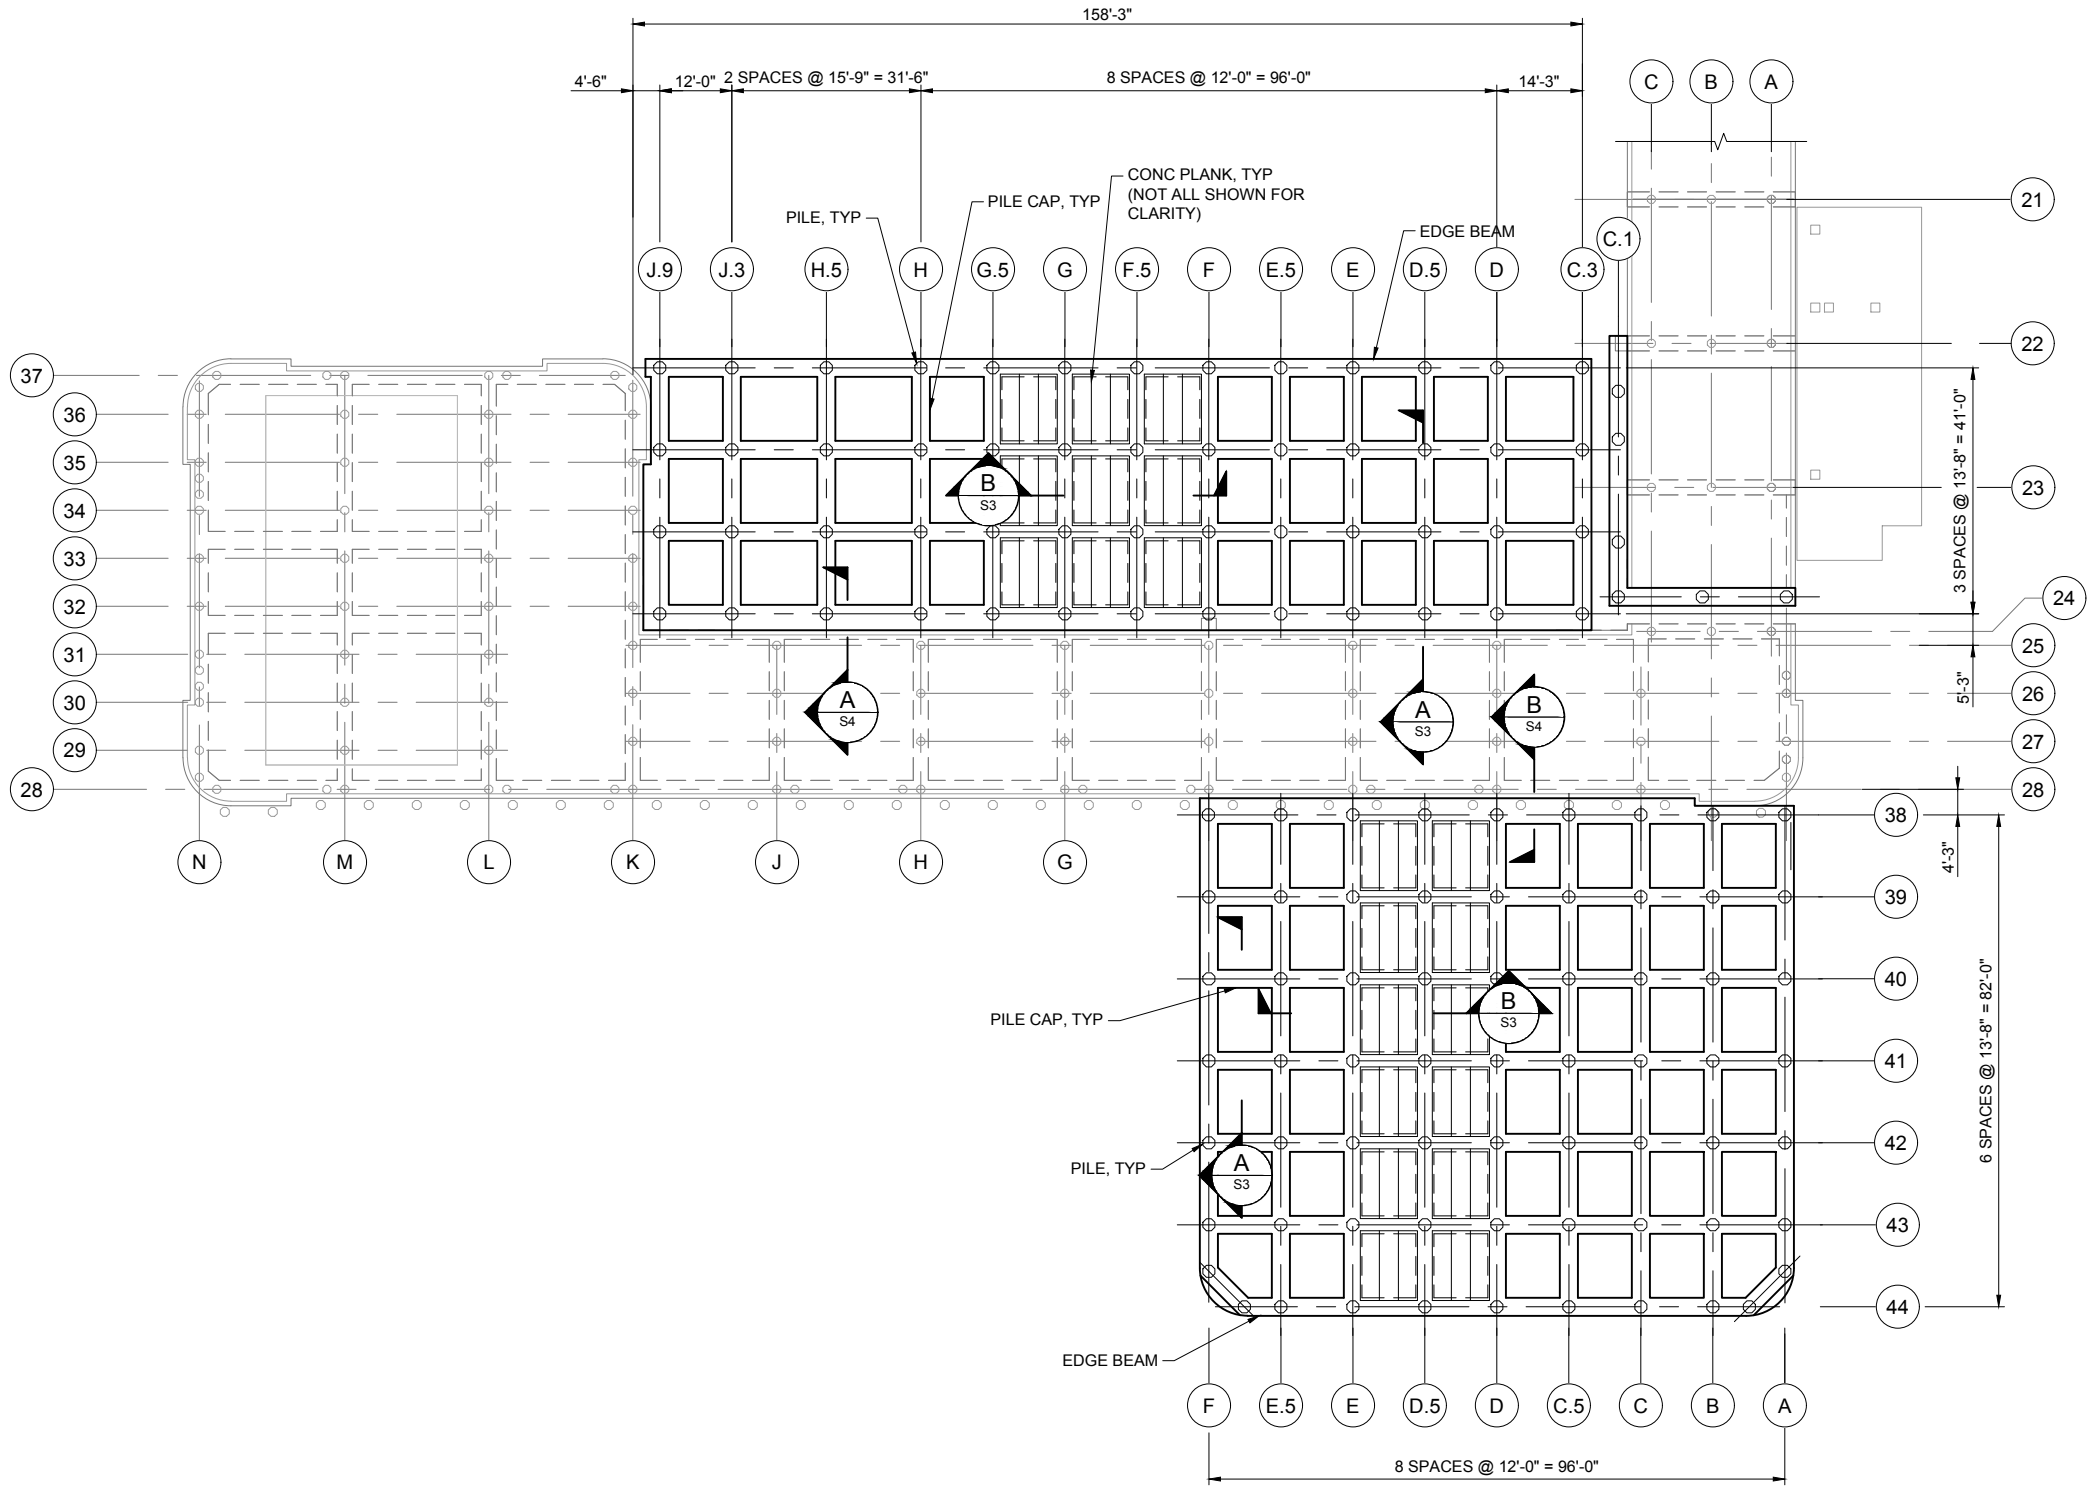 158'-3"
4'-6"
12'-0"
2 SPACES @ 15'-9" = 31'-6"
8 SPACES @ 12'-0" = 96'-0"
14'-3"
C
B
A
CONC PLANK, TYP
(NOT ALL SHOWN FOR
CLARITY)
PILE CAP, TYP
PILE, TYP
EDGE BEAM
21
C.1
J.9
J.3
H.5
H
G.5
G
F.5
F
E.5
E
D.5
D
C.3
22
37
36
35
34
33
32
31
30
29
28
B
S3
23
3 SPACES @ 13'-8" = 41'-0"
24
25
5'-3"
26
27
28
A
S4
A
S3
B
S4
N
M
L
K
J
H
G
38
4'-3"
39
40
41
42
43
44
6 SPACES @ 13'-8" = 82'-0"
PILE CAP, TYP
B
S3
PILE, TYP
A
S3
EDGE BEAM
F
E.5
E
D.5
D
C.5
C
B
A
8 SPACES @ 12'-0" = 96'-0"